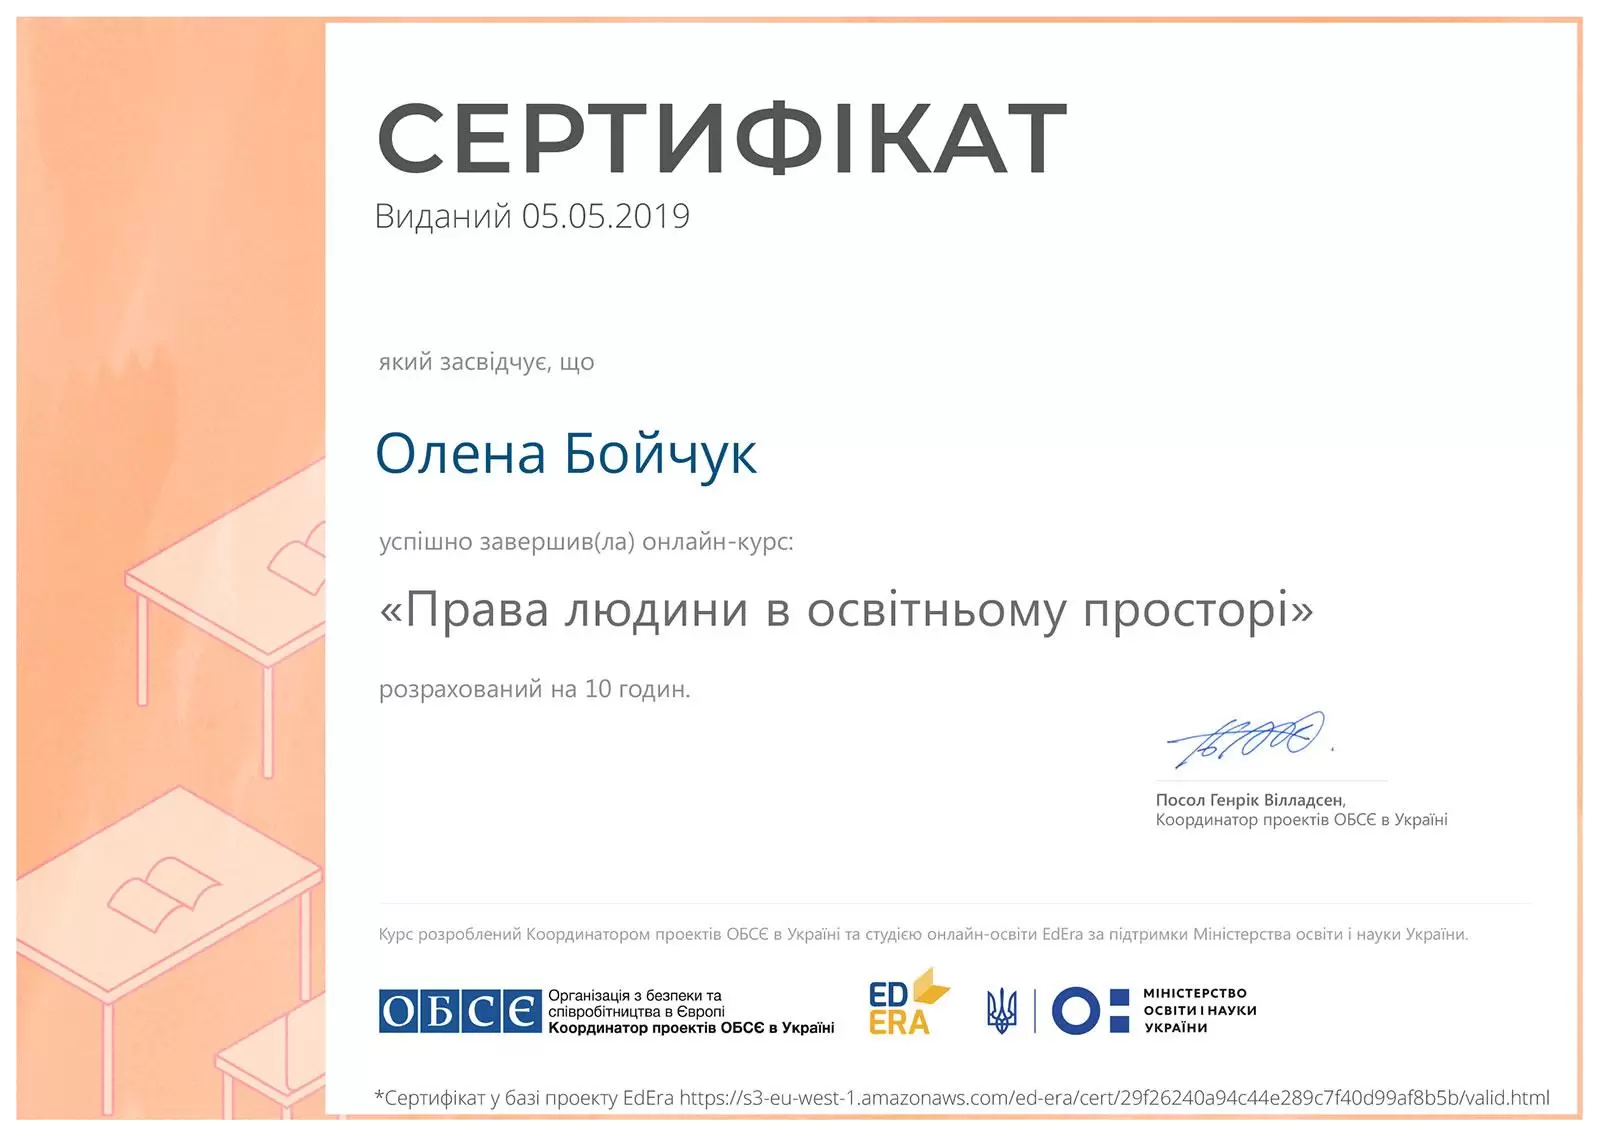 СЕРТИФІКАТ
Виданий 05.05.2019
який засвідчує, що
Олена Бойчук
успішно завершив(ла) онлайн-курс:
«Права людини в освітньому просторі»
розрахований на 10 годин.
Посол Генрік Вілладсен,
Координатор проектів ОБСЄ в Україні
Курс розроблений Координатором проектів ОБСЄ в Україні та студією онлайн-освіти EdEra за підтримки Міністерства освіти і науки України.
ОБСЄ
Організація з безпеки та
співробітництва в Європі
Координатор проектів ОБСЄ в Україні
ED
ERA
МІНІСТЕРСТВО
ОСВІТИ І НАУКИ
УКРАЇНИ
*Сертифікат у базі проекту EdEra https://s3-eu-west-1.amazonaws.com/ed-era/cert/29f26240a94c44e289c7f40d99af8b5b/valid.html